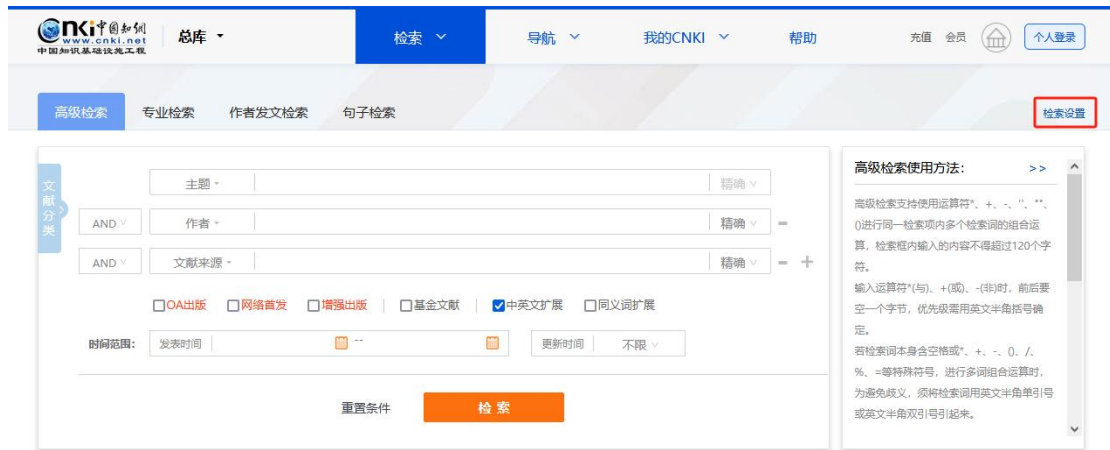 CNKi中国知网
www.cnki.net
中国知识基础设施工程
总库
检索
导航
我的CNKI
帮助
充值 会员
个人登录
高级检索 专业检索 作者发文检索 句子检索
检索设置
文献分类
主题 精确
AND 作者 精确
AND 文献来源 精确
OA出版 网络首发 增强出版 基金文献 中英文扩展 同义词扩展
时间范围: 发表时间 -- 更新时间 不限
重置条件 检索
高级检索使用方法: >>
高级检索支持使用运算符*、+、-、''、""、
()进行同一检索项内多个检索词的组合运
算,检索框内输入的内容不得超过120个字
符。
输入运算符*(与)、+(或)、-(非)时,前后要
空一个字节,优先级需用英文半角括号确
定。
若检索词本身含空格或*、+、-、()、/、
%、=等特殊符号,进行多词组合运算时,
为避免歧义,须将检索词用英文半角单引号
或英文半角双引号引起来。